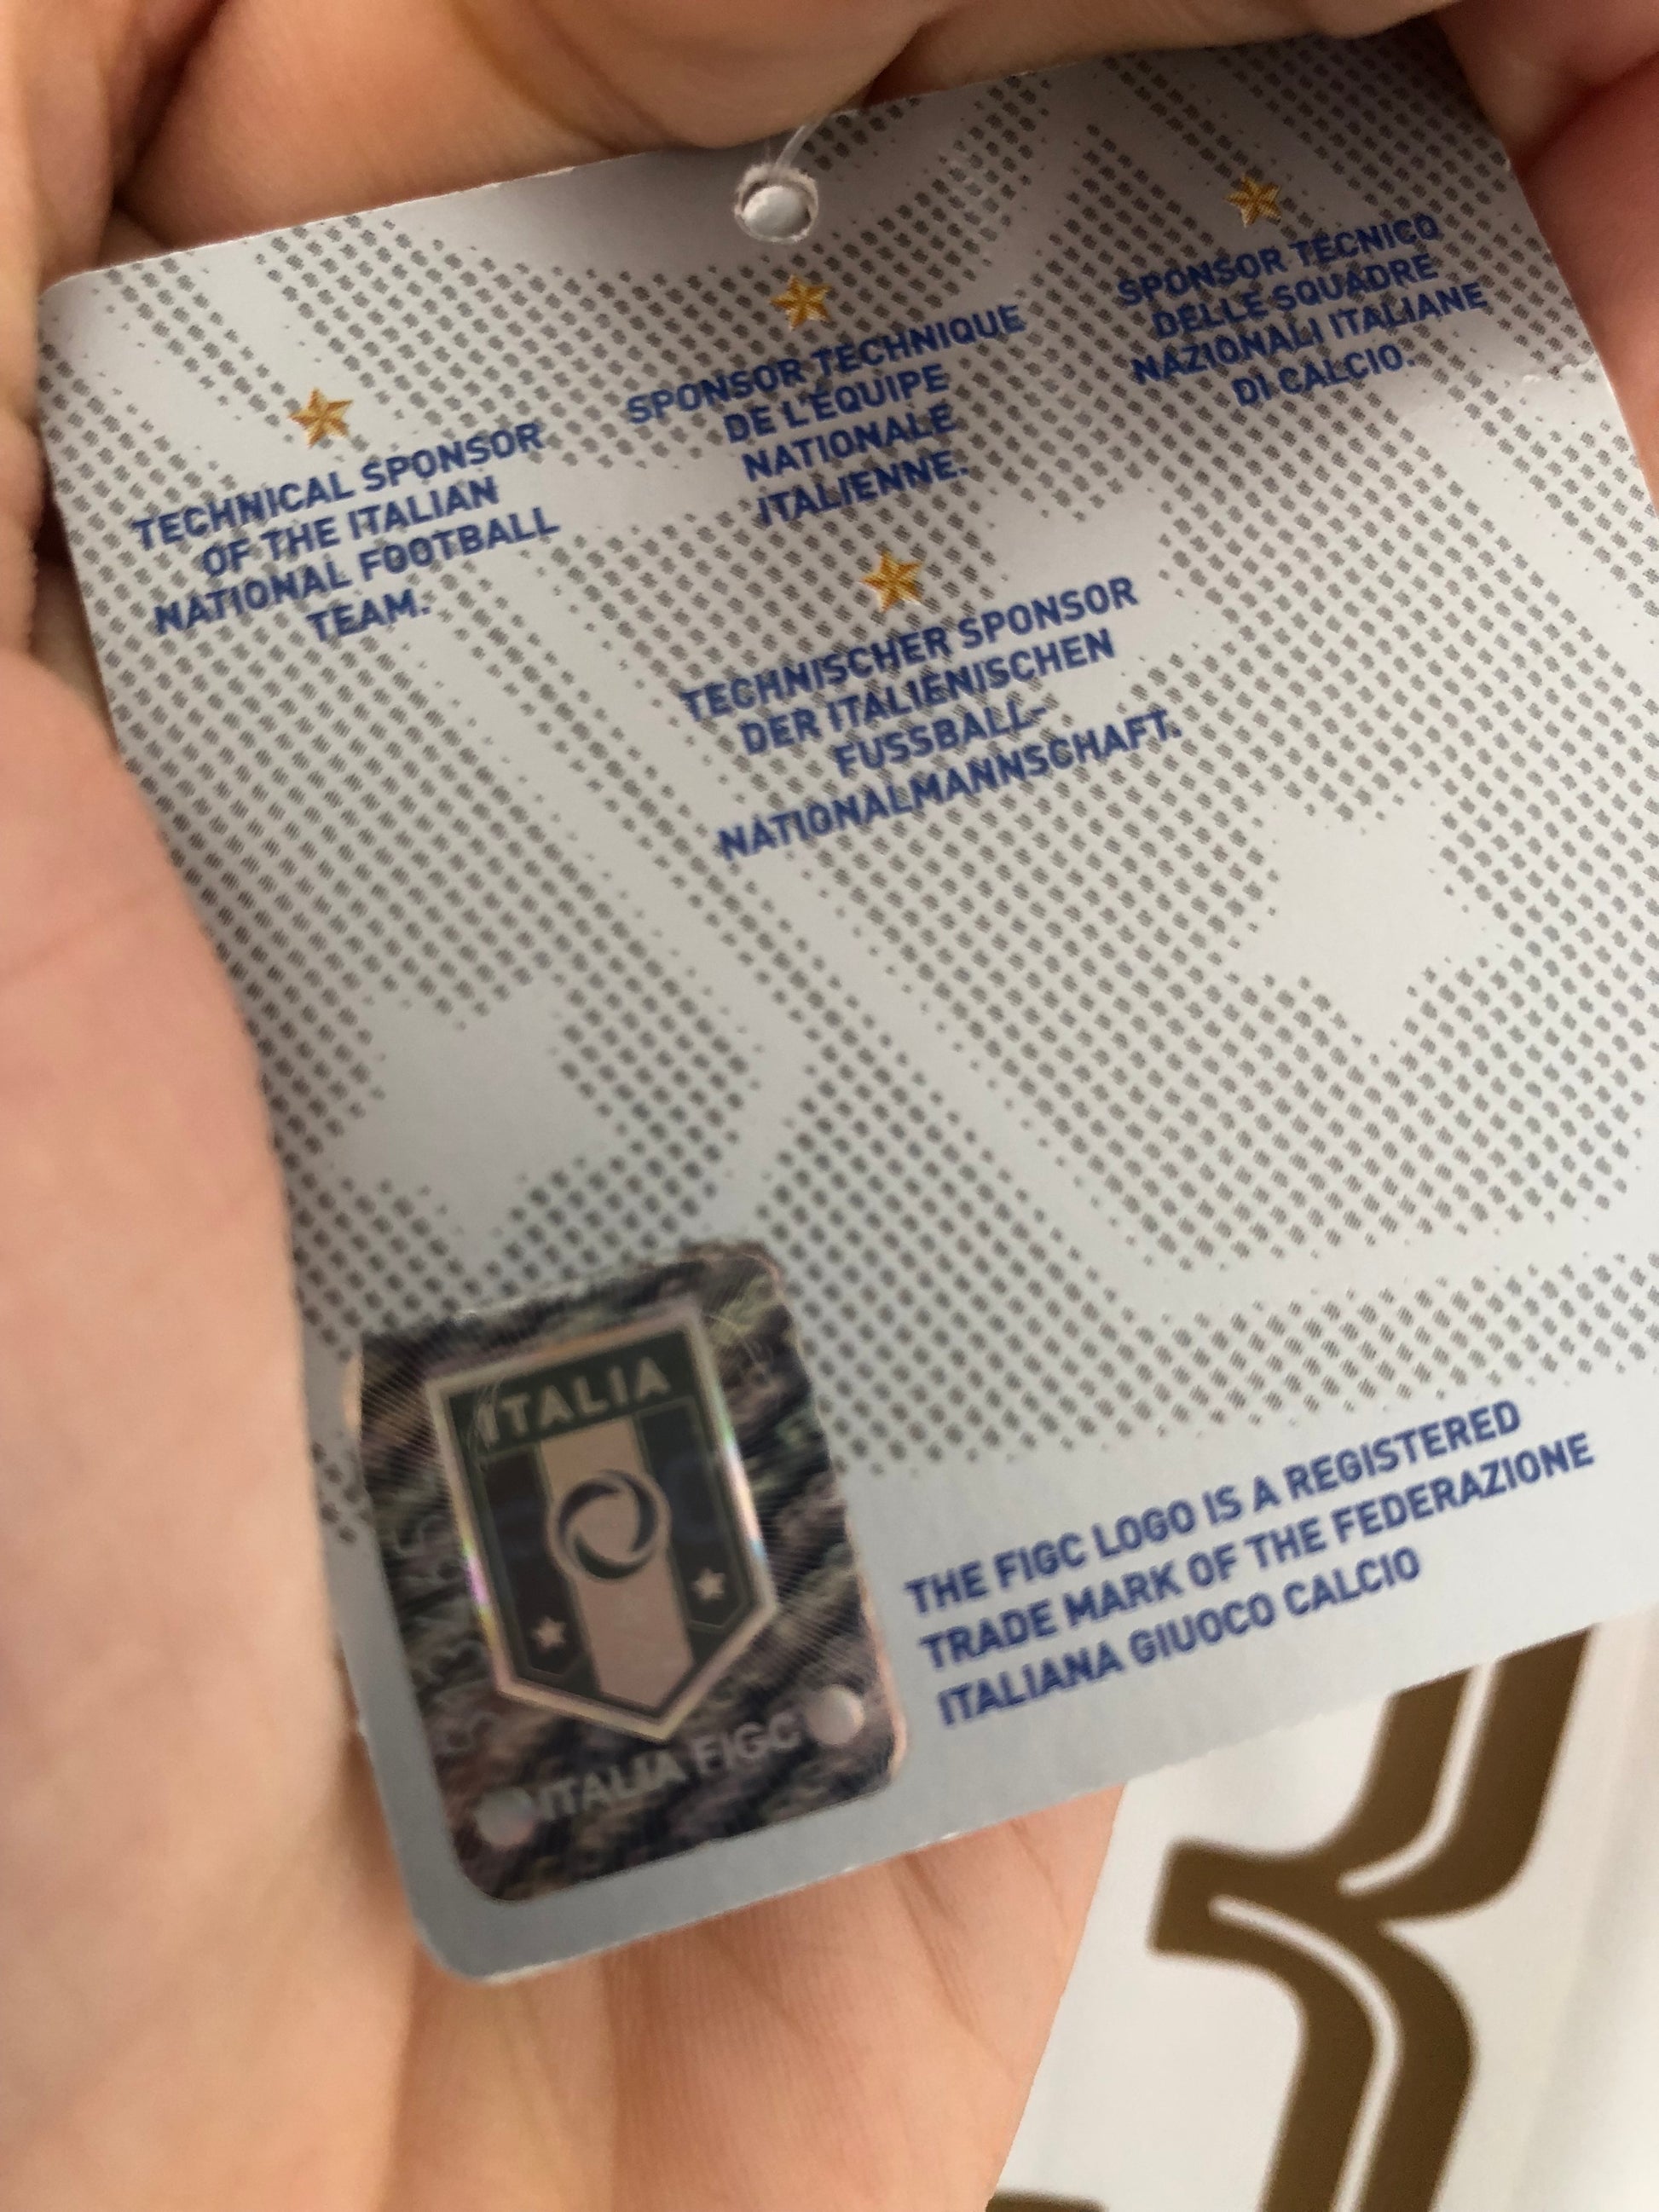 TECHNICAL SPONSOR
OF THE ITALIAN
NATIONAL FOOTBALL
TEAM.
SPONSOR TECHNIQUE
DE L'ÉQUIPE
NATIONALE
ITALIENNE.
SPONSOR TECNICO
DELLE SQUADRE
NAZIONALI ITALIANE
DI CALCIO.
TECHNISCHER SPONSOR
DER ITALIENISCHEN
FUSSBALL-
NATIONALMANNSCHAFT.
ITALIA
ITALIA FIGC
THE FIGC LOGO IS A REGISTERED
TRADE MARK OF THE FEDERAZIONE
ITALIANA GIUOCO CALCIO